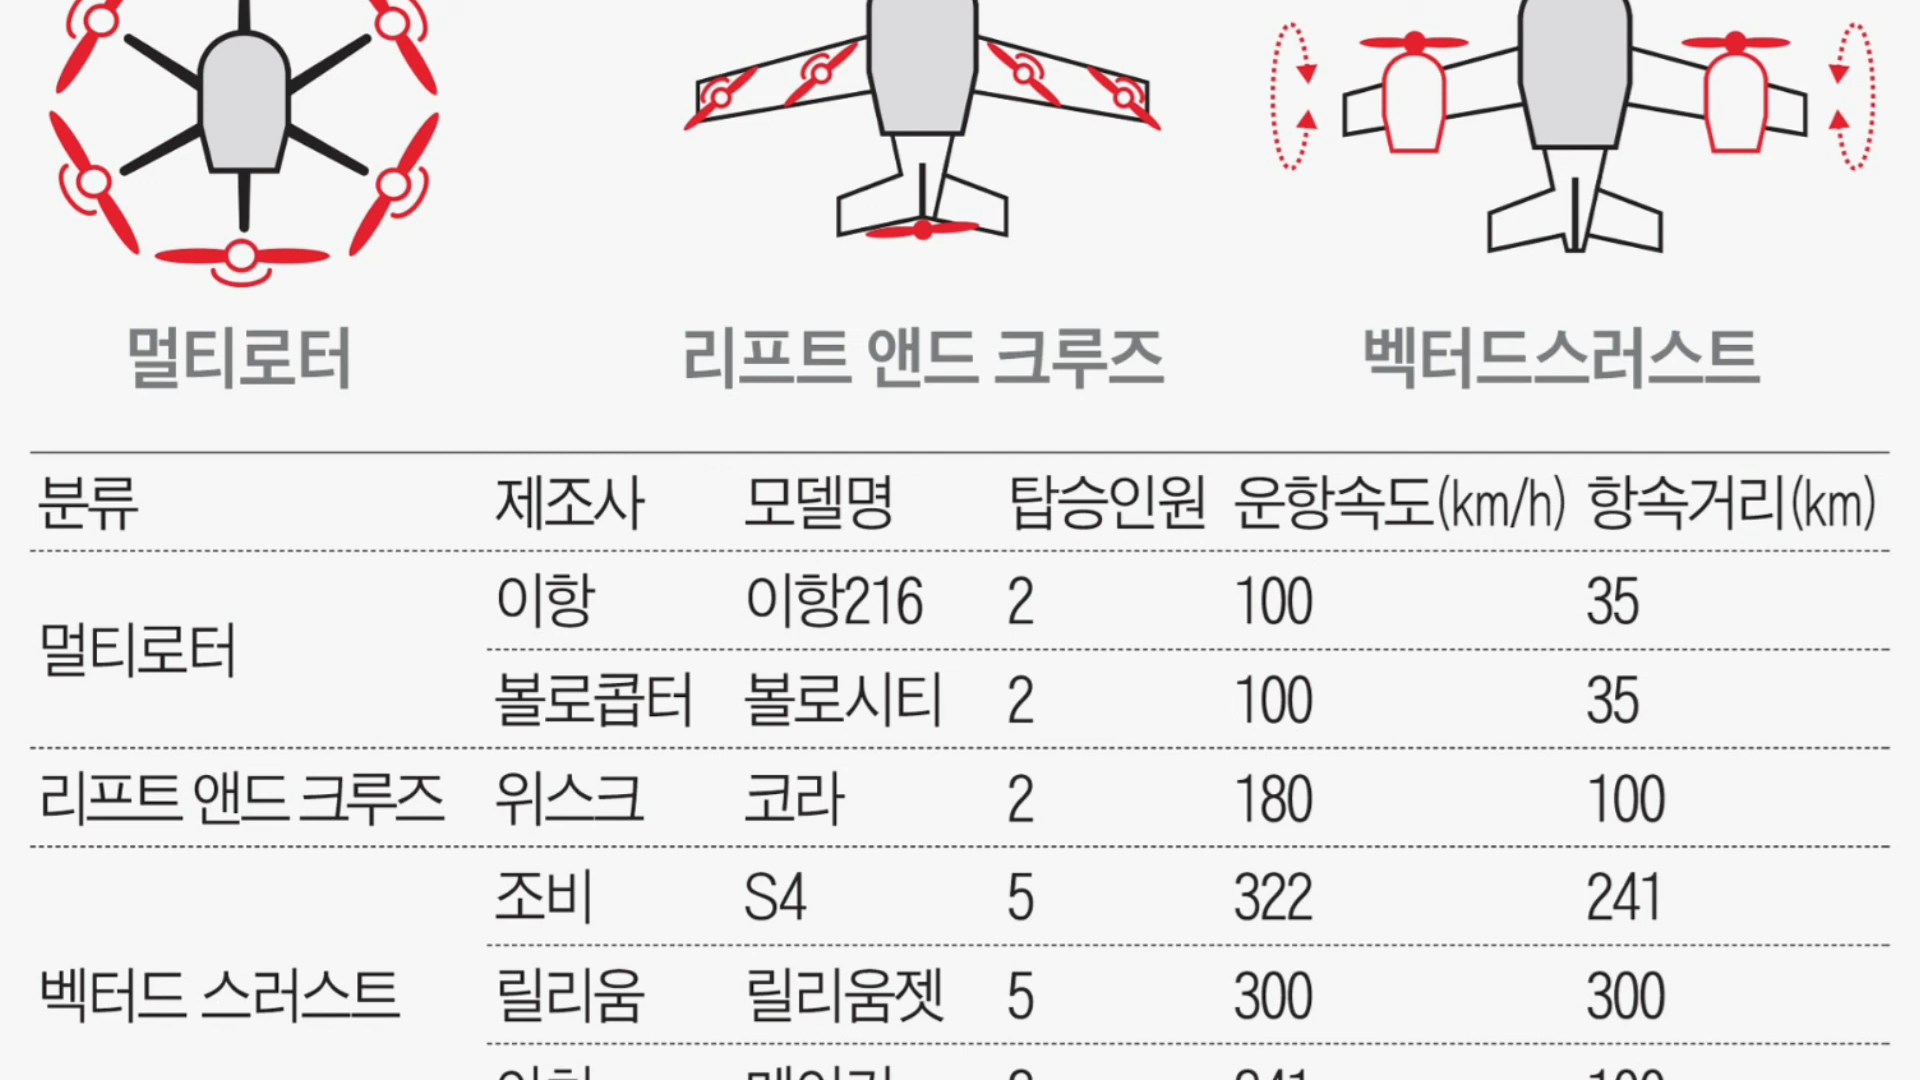 멀티로터 리프트 앤드 크루즈 벡터드스러스트
분류 제조사 모델명 탑승인원 운항속도(km/h) 항속거리(km)
멀티로터
이항 이항216 2 100 35
볼로콥터 볼로시티 2 100 35
리프트 앤드 크루즈 위스크 코라 2 180 100
벡터드 스러스트
조비 S4 5 322 241
릴리움 릴리움젯 5 300 300